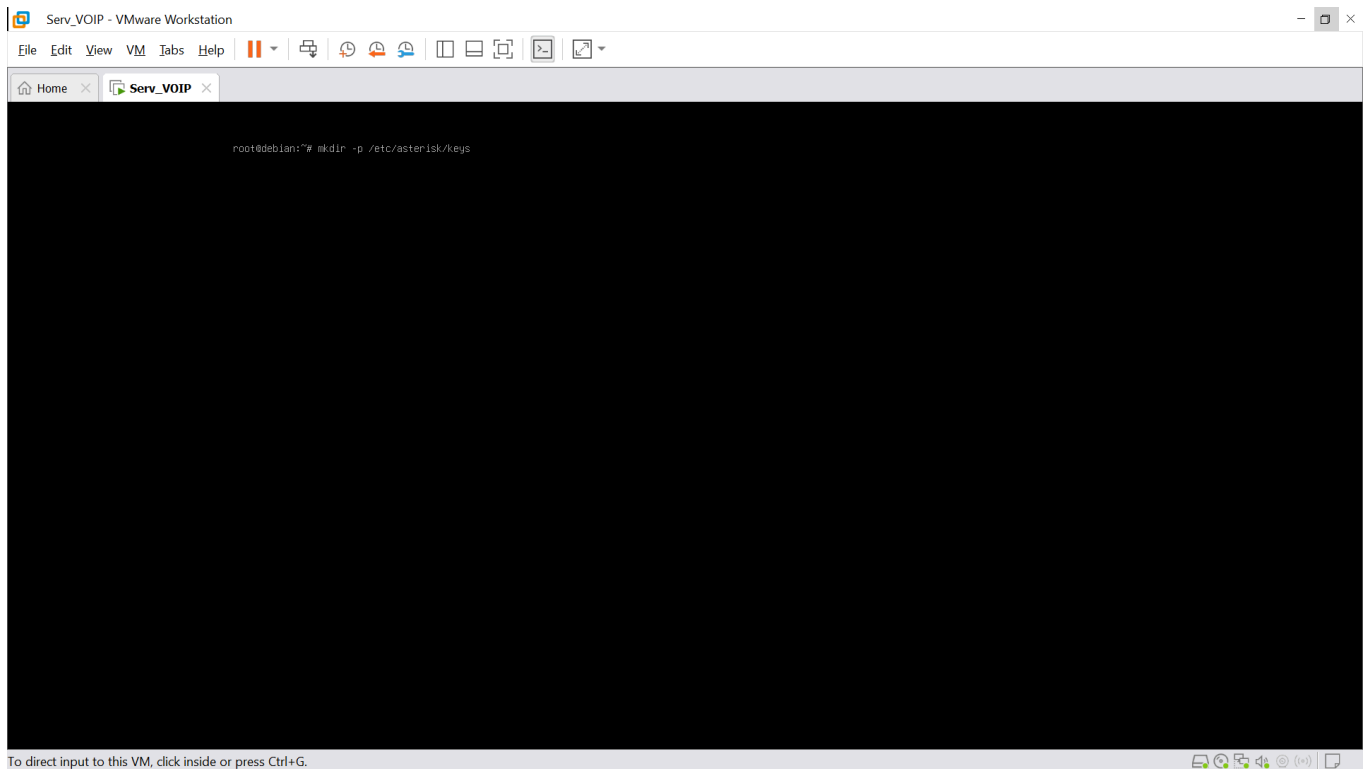 Serv_VOIP - VMware Workstation
File Edit View VM Tabs Help
Home Serv_VOIP
root@debian:~# mkdir -p /etc/asterisk/keys
To direct input to this VM, click inside or press Ctrl+G.